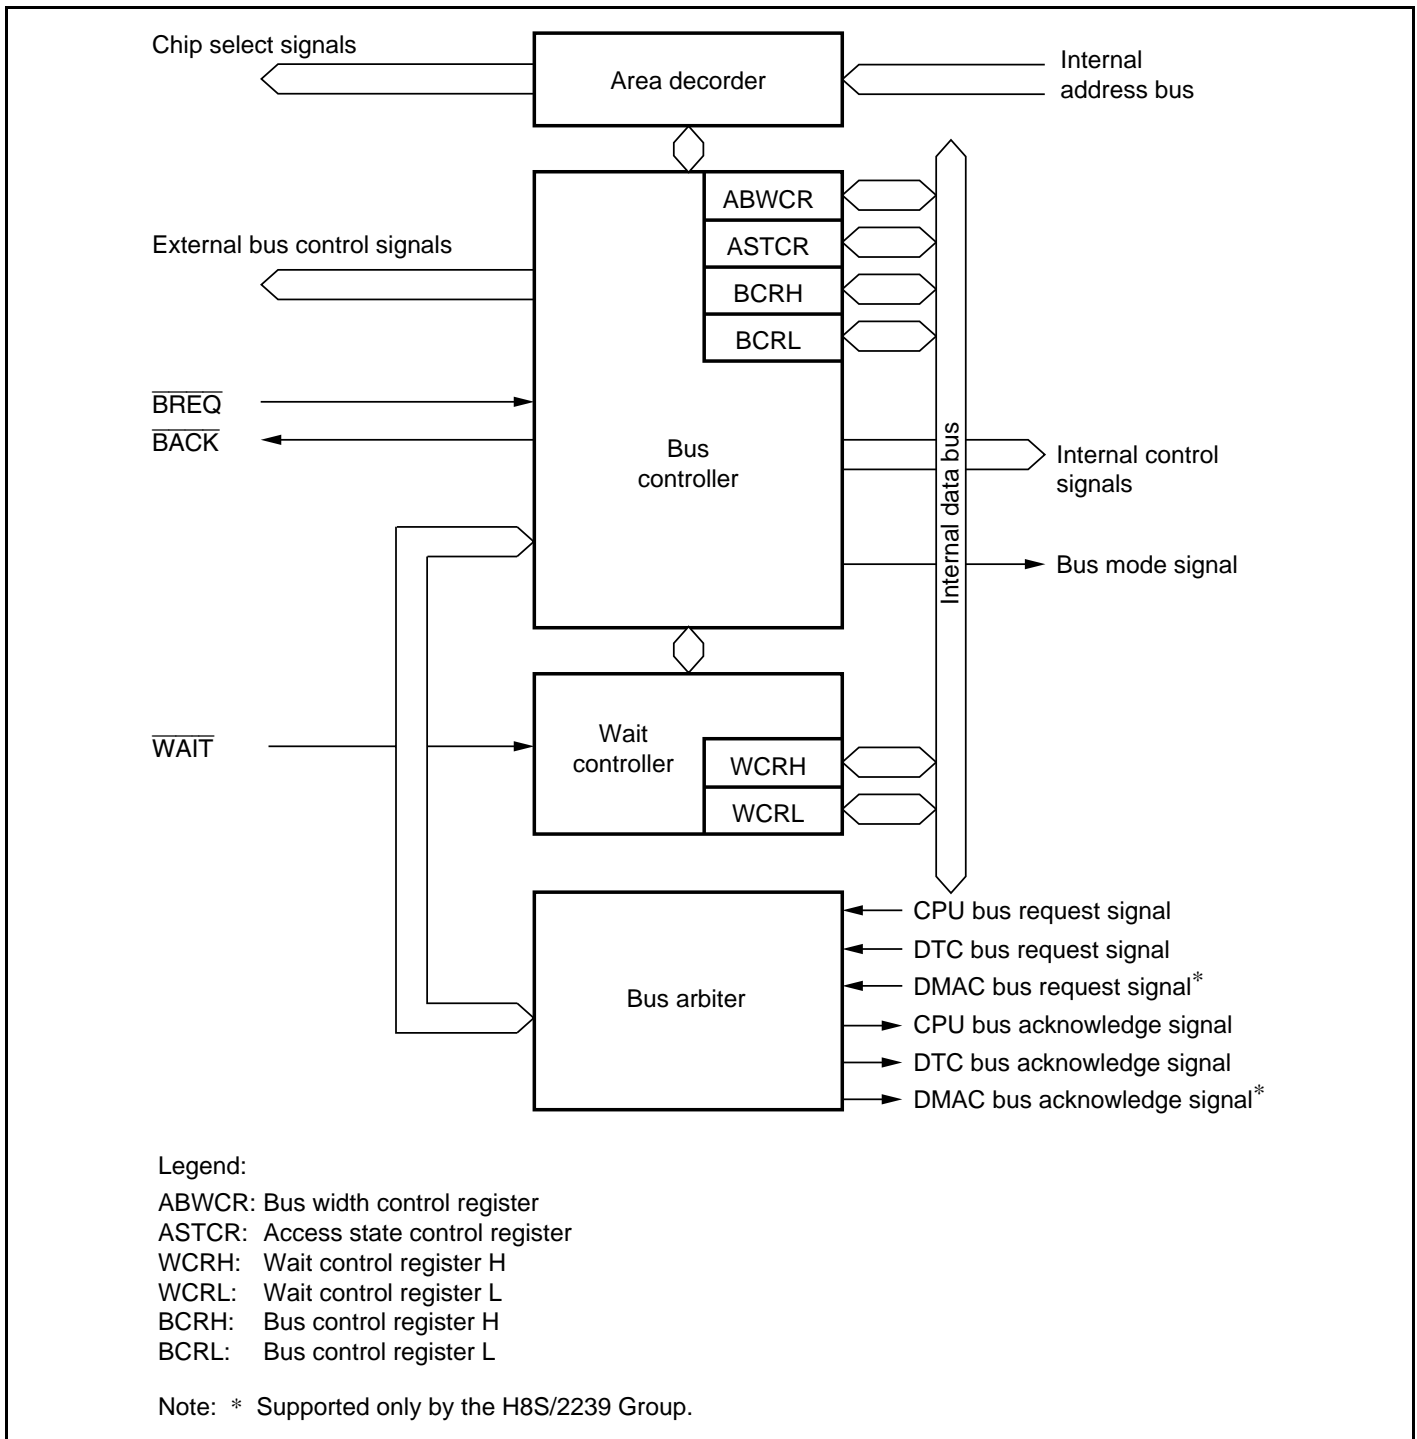 Chip select signals
Area decorder
Internal
address bus
ABWCR
ASTCR
BCRH
BCRL
External bus control signals
BREQ
BACK
Bus
controller
Internal data bus
Internal control
signals
Bus mode signal
WAIT
Wait
controller
WCRH
WCRL
Bus arbiter
CPU bus request signal
DTC bus request signal
DMAC bus request signal*
CPU bus acknowledge signal
DTC bus acknowledge signal
DMAC bus acknowledge signal*
Legend:
ABWCR: Bus width control register
ASTCR: Access state control register
WCRH: Wait control register H
WCRL: Wait control register L
BCRH: Bus control register H
BCRL: Bus control register L
Note: * Supported only by the H8S/2239 Group.